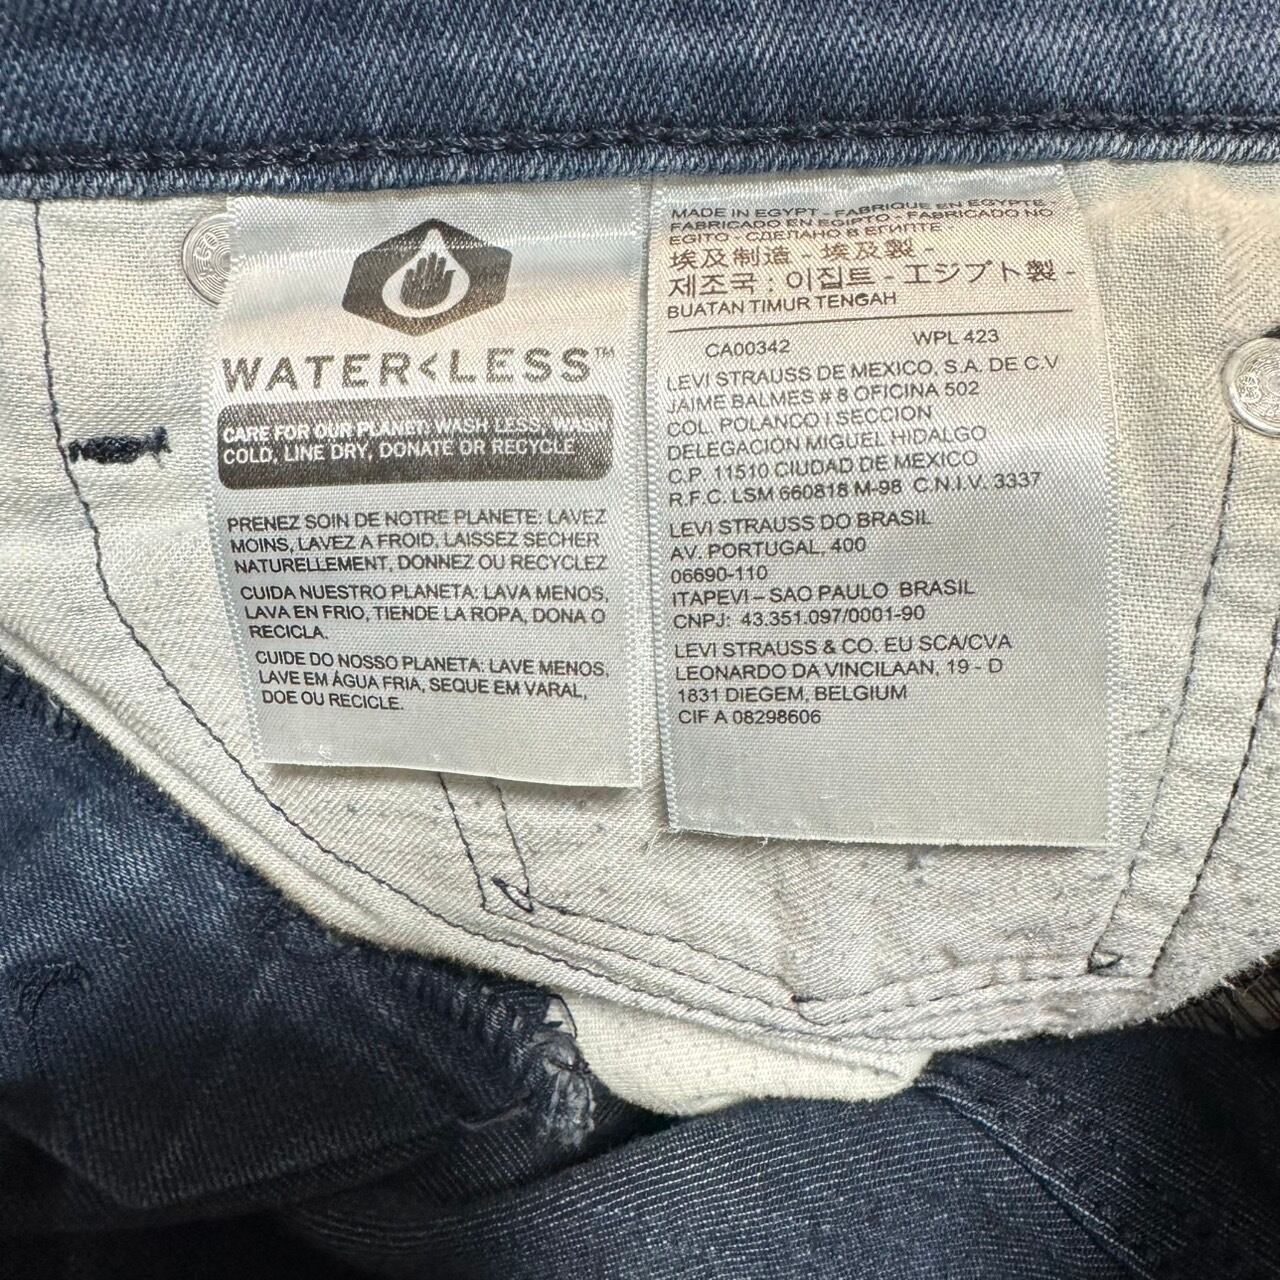 WATER<LESS™
CARE FOR OUR PLANET: WASH LESS, WASH
COLD, LINE DRY, DONATE OR RECYCLE
PRENEZ SOIN DE NOTRE PLANETE: LAVEZ
MOINS, LAVEZ A FROID, LAISSEZ SECHER
NATURELLEMENT, DONNEZ OU RECYCLEZ
CUIDA NUESTRO PLANETA: LAVA MENOS,
LAVA EN FRIO, TIENDE LA ROPA, DONA O
RECICLA.
CUIDE DO NOSSO PLANETA: LAVE MENOS,
LAVE EM ÁGUA FRIA, SEQUE EM VARAL,
DOE OU RECICLE.
MADE IN EGYPT - FABRIQUE EN EGYPTE
FABRICADO EN EGIPTO - FABRICADO NO
EGITO - СДЕЛАНО В ЕГИПТЕ -
埃及制造 - 埃及製 -
제조국 : 이집트 - エジプト製 -
BUATAN TIMUR TENGAH
CA00342 WPL 423
LEVI STRAUSS DE MEXICO, S.A. DE C.V
JAIME BALMES # 8 OFICINA 502
COL. POLANCO I SECCION
DELEGACION MIGUEL HIDALGO
C.P. 11510 CIUDAD DE MEXICO
R.F.C. LSM 660818 M-98 C.N.I.V. 3337
LEVI STRAUSS DO BRASIL
AV. PORTUGAL, 400
06690-110
ITAPEVI – SAO PAULO BRASIL
CNPJ: 43.351.097/0001-90
LEVI STRAUSS & CO. EU SCA/CVA
LEONARDO DA VINCILAAN, 19 - D
1831 DIEGEM, BELGIUM
CIF A 08298606